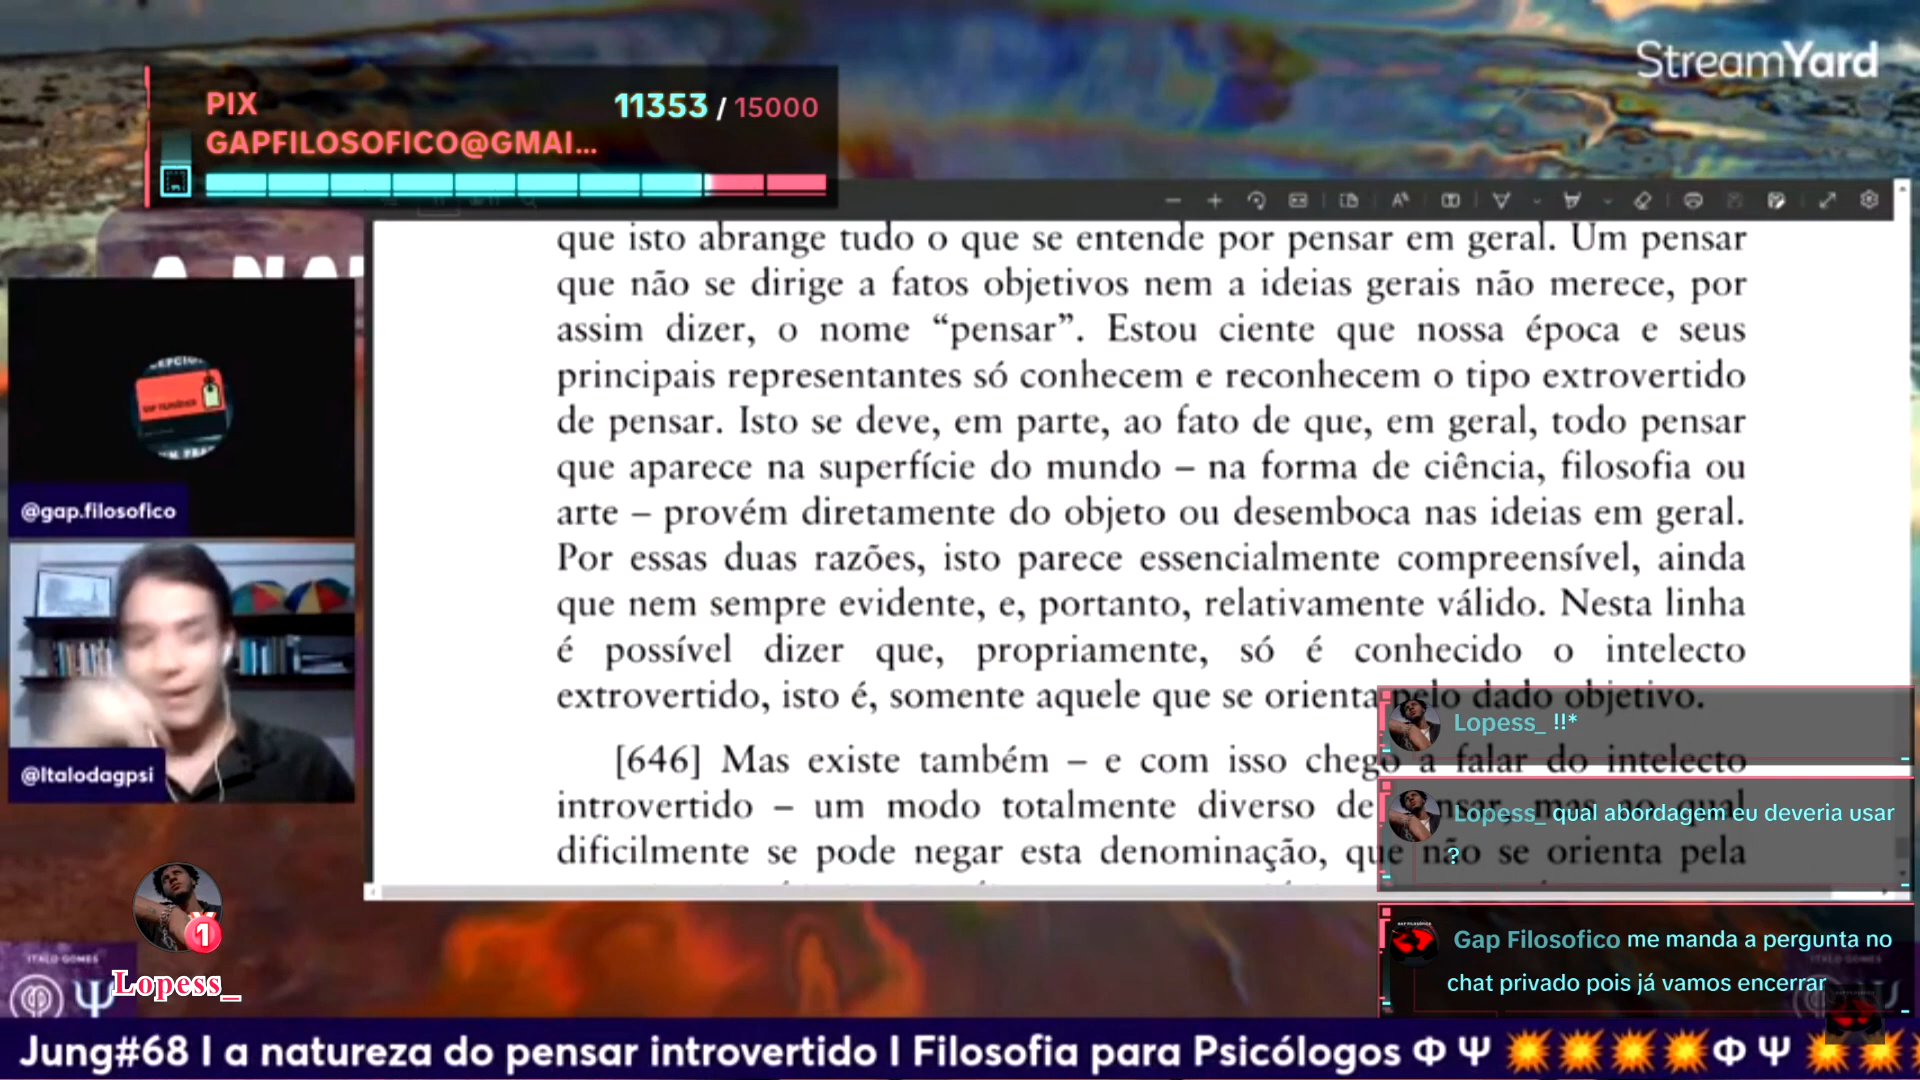 StreamYard
PIX
11353 / 15000
GAPFILOSOFICO@GMAI...
que isto abrange tudo o que se entende por pensar em geral. Um pensar
que não se dirige a fatos objetivos nem a ideias gerais não merece, por
assim dizer, o nome “pensar”. Estou ciente que nossa época e seus
principais representantes só conhecem e reconhecem o tipo extrovertido
de pensar. Isto se deve, em parte, ao fato de que, em geral, todo pensar
que aparece na superfície do mundo – na forma de ciência, filosofia ou
arte – provém diretamente do objeto ou desemboca nas ideias em geral.
Por essas duas razões, isto parece essencialmente compreensível, ainda
que nem sempre evidente, e, portanto, relativamente válido. Nesta linha
é possível dizer que, propriamente, só é conhecido o intelecto
extrovertido, isto é, somente aquele que se orienta pelo dado objetivo.
[646] Mas existe também – e com isso chego a falar do intelecto
introvertido – um modo totalmente diverso de pensar, mas ao qual
dificilmente se pode negar esta denominação, que não se orienta pela
@gap.filosofico
@Italodagpsi
Lopess_ !!*
Lopess_ qual abordagem eu deveria usar
?
Gap Filosofico me manda a pergunta no
chat privado pois já vamos encerrar
1
Lopess_
ITALO GOMES
Jung#68 I a natureza do pensar introvertido I Filosofia para Psicólogos Φ Ψ 💥💥💥💥Φ Ψ 💥💥